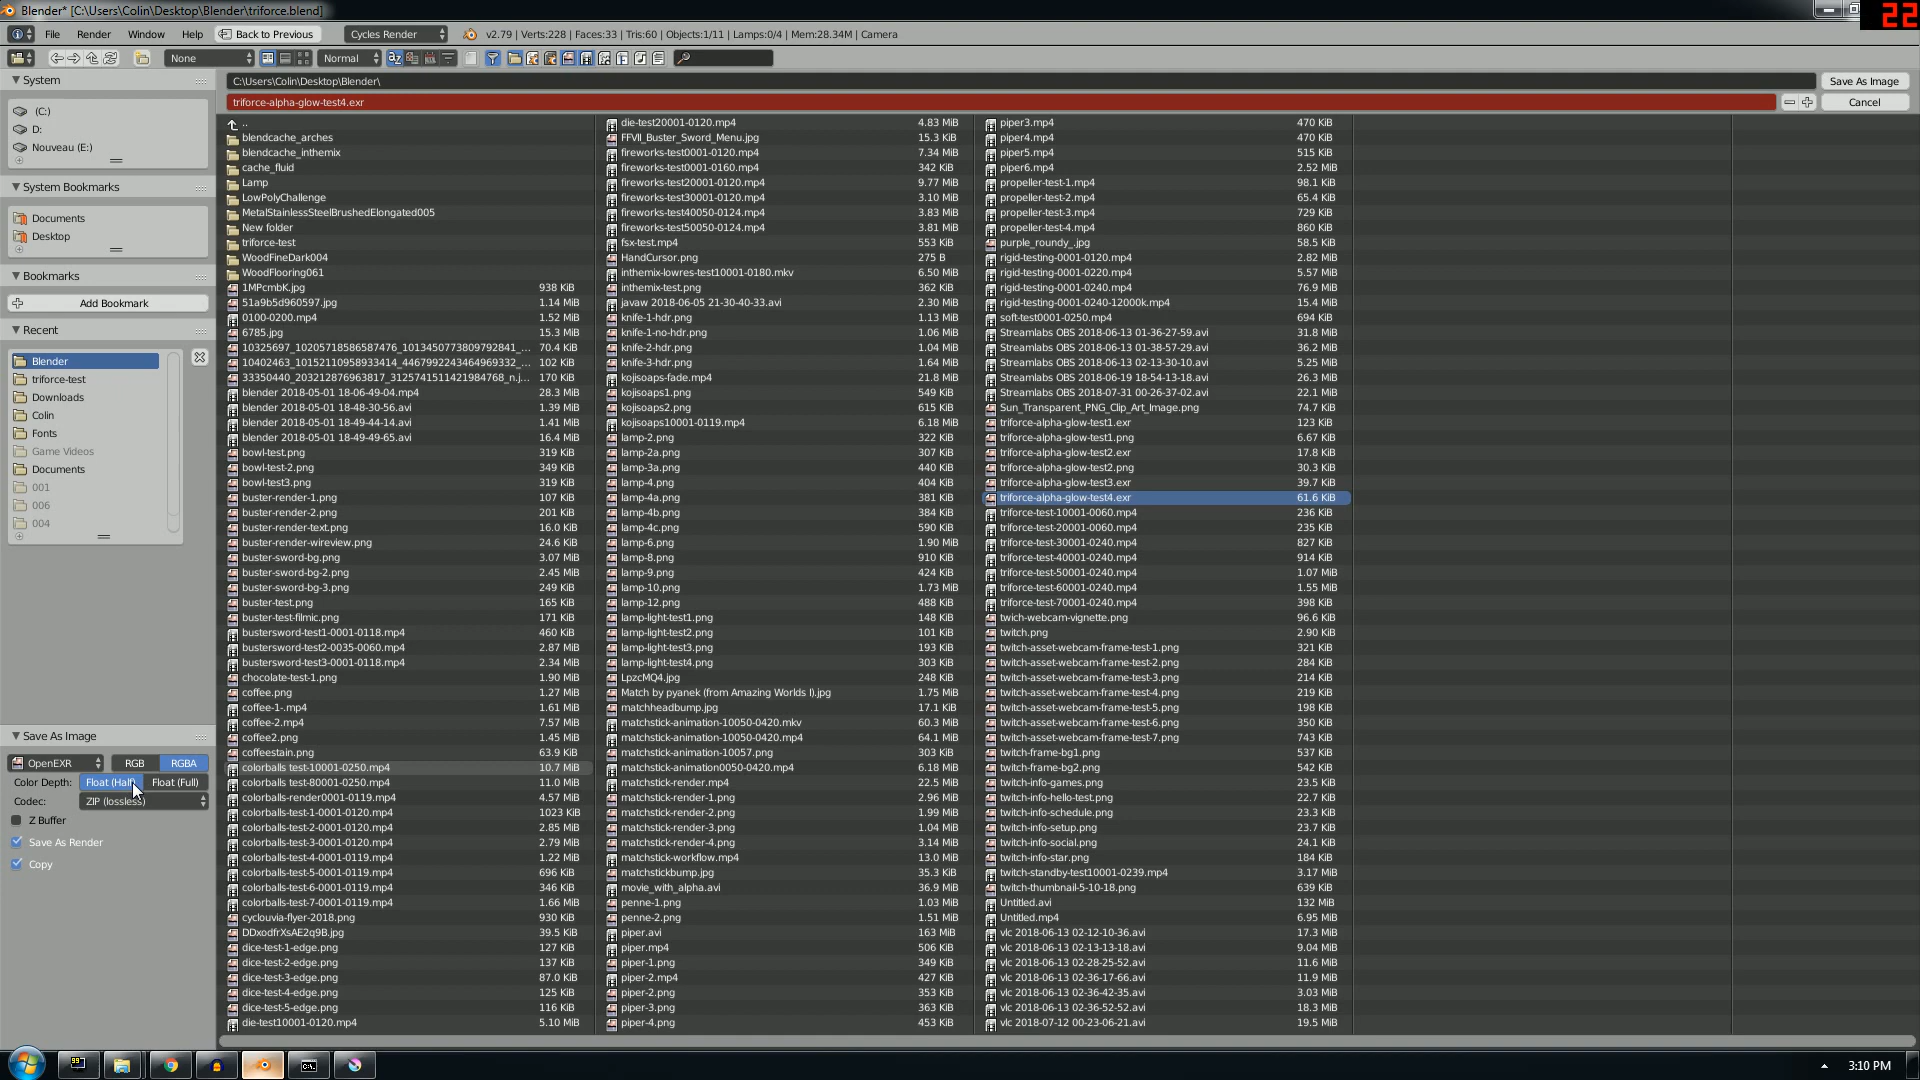 Blender* [C:\Users\Colin\Desktop\Blender\triforce.blend]
22
File Render Window Help Back to Previous Cycles Render v2.79 | Verts:228 | Faces:33 | Tris:60 | Objects:1/11 | Lamps:0/4 | Mem:28.34M | Camera
None Normal
System
(C:)
D:
Nouveau (E:)
System Bookmarks
Documents
Desktop
Bookmarks
Add Bookmark
Recent
Blender
triforce-test
Downloads
Colin
Fonts
Game Videos
Documents
001
006
004
Save As Image
OpenEXR RGB RGBA
Color Depth: Float (Half) Float (Full)
Codec: ZIP (lossless)
Z Buffer
Save As Render
Copy
C:\Users\Colin\Desktop\Blender\ Save As Image
triforce-alpha-glow-test4.exr Cancel
..
blendcache_arches
blendcache_inthemix
cache_fluid
Lamp
LowPolyChallenge
MetalStainlessSteelBrushedElongated005
New folder
triforce-test
WoodFineDark004
WoodFlooring061
1MPcmbK.jpg 938 KiB
51a9b5d960597.jpg 1.14 MiB
0100-0200.mp4 1.52 MiB
6785.jpg 15.3 MiB
10325697_10205718586587476_1013450773809792841_... 70.4 KiB
10402463_10152110958933414_4467992243464969332_... 102 KiB
33350440_203212876963817_3125741511421984768_n.j... 170 KiB
blender 2018-05-01 18-06-49-04.mp4 28.3 MiB
blender 2018-05-01 18-48-30-56.avi 1.39 MiB
blender 2018-05-01 18-49-44-14.avi 1.41 MiB
blender 2018-05-01 18-49-49-65.avi 16.4 MiB
bowl-test.png 319 KiB
bowl-test-2.png 349 KiB
bowl-test3.png 319 KiB
buster-render-1.png 107 KiB
buster-render-2.png 201 KiB
buster-render-text.png 16.0 KiB
buster-render-wireview.png 24.6 KiB
buster-sword-bg.png 3.07 MiB
buster-sword-bg-2.png 2.45 MiB
buster-sword-bg-3.png 249 KiB
buster-test.png 165 KiB
buster-test-filmic.png 171 KiB
bustersword-test1-0001-0118.mp4 460 KiB
bustersword-test2-0035-0060.mp4 2.87 MiB
bustersword-test3-0001-0118.mp4 2.34 MiB
chocolate-test-1.png 1.90 MiB
coffee.png 1.27 MiB
coffee-1-.mp4 1.61 MiB
coffee-2.mp4 7.57 MiB
coffee2.png 1.45 MiB
coffeestain.png 63.9 KiB
colorballs test-10001-0250.mp4 10.7 MiB
colorballs test-80001-0250.mp4 11.0 MiB
colorballs-render0001-0119.mp4 4.57 MiB
colorballs-test-1-0001-0120.mp4 1023 KiB
colorballs-test-2-0001-0120.mp4 2.85 MiB
colorballs-test-3-0001-0120.mp4 2.79 MiB
colorballs-test-4-0001-0119.mp4 1.22 MiB
colorballs-test-5-0001-0119.mp4 696 KiB
colorballs-test-6-0001-0119.mp4 346 KiB
colorballs-test-7-0001-0119.mp4 1.66 MiB
cyclouvia-flyer-2018.png 930 KiB
DDxodfrXsAE2q9B.jpg 39.5 KiB
dice-test-1-edge.png 127 KiB
dice-test-2-edge.png 137 KiB
dice-test-3-edge.png 87.0 KiB
dice-test-4-edge.png 125 KiB
dice-test-5-edge.png 116 KiB
die-test10001-0120.mp4 5.10 MiB
die-test20001-0120.mp4 4.83 MiB
FFVII_Buster_Sword_Menu.jpg 15.3 KiB
fireworks-test0001-0120.mp4 7.34 MiB
fireworks-test0001-0160.mp4 342 KiB
fireworks-test20001-0120.mp4 9.77 MiB
fireworks-test30001-0120.mp4 3.10 MiB
fireworks-test40050-0124.mp4 3.83 MiB
fireworks-test50050-0124.mp4 3.81 MiB
fsx-test.mp4 553 KiB
HandCursor.png 275 B
inthemix-lowres-test10001-0180.mkv 6.50 MiB
inthemix-test.png 362 KiB
javaw 2018-06-05 21-30-40-33.avi 2.30 MiB
knife-1-hdr.png 1.13 MiB
knife-1-no-hdr.png 1.06 MiB
knife-2-hdr.png 1.04 MiB
knife-3-hdr.png 1.64 MiB
kojisoaps-fade.mp4 21.8 MiB
kojisoaps1.png 549 KiB
kojisoaps2.png 615 KiB
kojisoaps10001-0119.mp4 6.18 MiB
lamp-2.png 322 KiB
lamp-2a.png 307 KiB
lamp-3a.png 440 KiB
lamp-4.png 404 KiB
lamp-4a.png 381 KiB
lamp-4b.png 384 KiB
lamp-4c.png 590 KiB
lamp-6.png 1.90 MiB
lamp-8.png 910 KiB
lamp-9.png 424 KiB
lamp-10.png 1.73 MiB
lamp-12.png 488 KiB
lamp-light-test1.png 148 KiB
lamp-light-test2.png 101 KiB
lamp-light-test3.png 193 KiB
lamp-light-test4.png 303 KiB
LpzcMQ4.jpg 248 KiB
Match by pyanek (from Amazing Worlds I).jpg 1.75 MiB
matchheadbump.jpg 17.1 KiB
matchstick-animation-10050-0420.mkv 60.3 MiB
matchstick-animation-10050-0420.mp4 64.1 MiB
matchstick-animation-10057.png 303 KiB
matchstick-animation0050-0420.mp4 6.18 MiB
matchstick-render.mp4 22.5 MiB
matchstick-render-1.png 2.96 MiB
matchstick-render-2.png 1.99 MiB
matchstick-render-3.png 1.04 MiB
matchstick-render-4.png 3.14 MiB
matchstick-workflow.mp4 13.0 MiB
matchstickbump.jpg 35.3 KiB
movie_with_alpha.avi 36.9 MiB
penne-1.png 1.03 MiB
penne-2.png 1.51 MiB
piper.avi 163 MiB
piper.mp4 506 KiB
piper-1.png 349 KiB
piper-2.mp4 427 KiB
piper-2.png 353 KiB
piper-3.png 363 KiB
piper-4.png 453 KiB
piper3.mp4 470 KiB
piper4.mp4 470 KiB
piper5.mp4 515 KiB
piper6.mp4 2.52 MiB
propeller-test-1.mp4 98.1 KiB
propeller-test-2.mp4 65.4 KiB
propeller-test-3.mp4 729 KiB
propeller-test-4.mp4 860 KiB
purple_roundy_.jpg 58.5 KiB
rigid-testing-0001-0120.mp4 2.82 MiB
rigid-testing-0001-0220.mp4 5.57 MiB
rigid-testing-0001-0240.mp4 76.9 MiB
rigid-testing-0001-0240-12000k.mp4 15.4 MiB
soft-test0001-0250.mp4 694 KiB
Streamlabs OBS 2018-06-13 01-36-27-59.avi 31.8 MiB
Streamlabs OBS 2018-06-13 01-38-57-29.avi 36.2 MiB
Streamlabs OBS 2018-06-13 02-13-30-10.avi 5.25 MiB
Streamlabs OBS 2018-06-19 18-54-13-18.avi 26.3 MiB
Streamlabs OBS 2018-07-31 00-26-37-02.avi 22.1 MiB
Sun_Transparent_PNG_Clip_Art_Image.png 74.7 KiB
triforce-alpha-glow-test1.exr 123 KiB
triforce-alpha-glow-test1.png 6.67 KiB
triforce-alpha-glow-test2.exr 17.8 KiB
triforce-alpha-glow-test2.png 30.3 KiB
triforce-alpha-glow-test3.exr 39.7 KiB
triforce-alpha-glow-test4.exr 61.6 KiB
triforce-test-10001-0060.mp4 236 KiB
triforce-test-20001-0060.mp4 235 KiB
triforce-test-30001-0240.mp4 827 KiB
triforce-test-40001-0240.mp4 914 KiB
triforce-test-50001-0240.mp4 1.07 MiB
triforce-test-60001-0240.mp4 1.55 MiB
triforce-test-70001-0240.mp4 398 KiB
twich-webcam-vignette.png 96.6 KiB
twitch.png 2.90 KiB
twitch-asset-webcam-frame-test-1.png 321 KiB
twitch-asset-webcam-frame-test-2.png 284 KiB
twitch-asset-webcam-frame-test-3.png 214 KiB
twitch-asset-webcam-frame-test-4.png 219 KiB
twitch-asset-webcam-frame-test-5.png 198 KiB
twitch-asset-webcam-frame-test-6.png 350 KiB
twitch-asset-webcam-frame-test-7.png 743 KiB
twitch-frame-bg1.png 537 KiB
twitch-frame-bg2.png 542 KiB
twitch-info-games.png 23.5 KiB
twitch-info-hello-test.png 22.7 KiB
twitch-info-schedule.png 23.3 KiB
twitch-info-setup.png 23.7 KiB
twitch-info-social.png 24.1 KiB
twitch-info-star.png 184 KiB
twitch-standby-test10001-0239.mp4 3.17 MiB
twitch-thumbnail-5-10-18.png 639 KiB
Untitled.avi 132 MiB
Untitled.mp4 6.95 MiB
vlc 2018-06-13 02-12-10-36.avi 17.3 MiB
vlc 2018-06-13 02-13-13-18.avi 9.04 MiB
vlc 2018-06-13 02-28-25-52.avi 11.6 MiB
vlc 2018-06-13 02-36-17-66.avi 11.9 MiB
vlc 2018-06-13 02-36-42-35.avi 3.03 MiB
vlc 2018-06-13 02-36-52-52.avi 18.3 MiB
vlc 2018-07-12 00-23-06-21.avi 19.5 MiB
3:10 PM